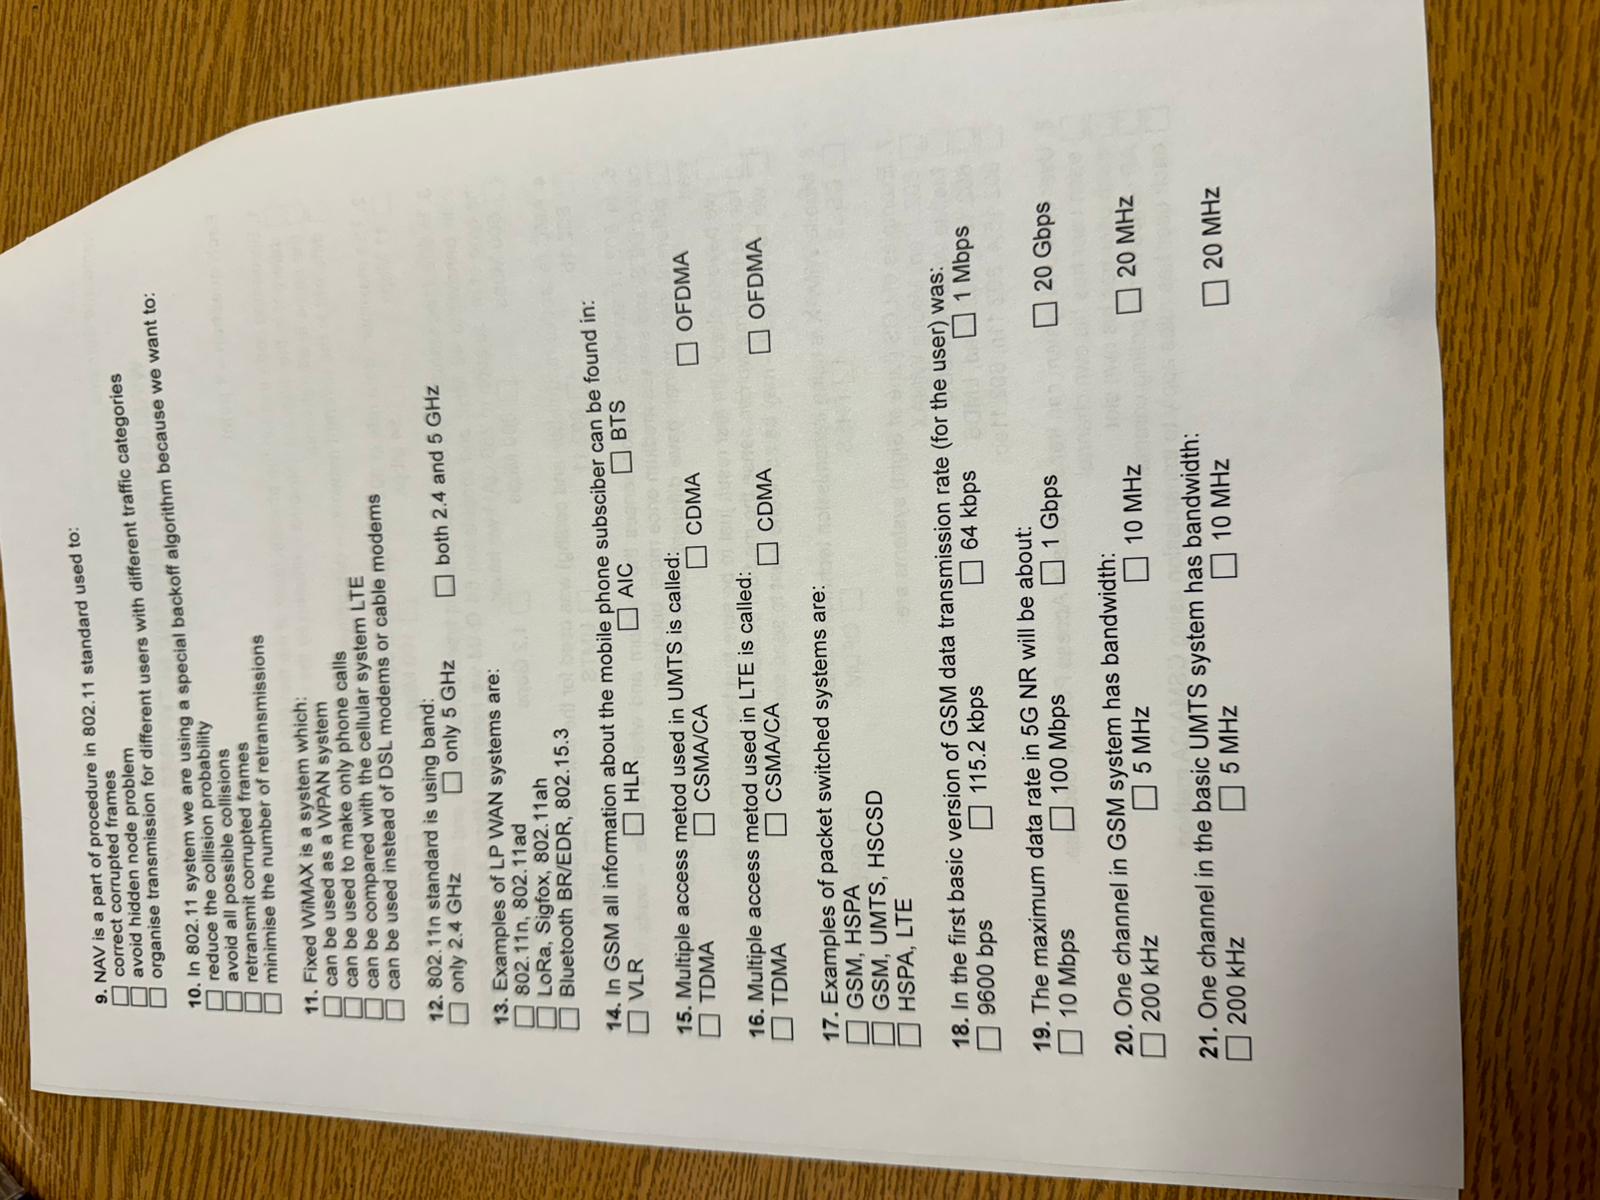 9. NAV is a part of procedure in 802.11 standard used to:
correct corrupted frames
avoid hidden node problem
organise transmission for different users with different traffic categories
10. In 802.11 system we are using a special backoff algorithm because we want to:
reduce the collision probability
avoid all possible collisions
retransmit corrupted frames
minimise the number of retransmissions
11. Fixed WiMAX is a system which:
can be used as a WPAN system
can be used to make only phone calls
can be compared with the cellular system LTE
can be used instead of DSL modems or cable modems
12. 802.11n standard is using band:
only 2.4 GHz only 5 GHz both 2.4 and 5 GHz
13. Examples of LP WAN systems are:
802.11n, 802.11ad
LoRa, Sigfox, 802.11ah
Bluetooth BR/EDR, 802.15.3
14. In GSM all information about the mobile phone subsciber can be found in:
VLR HLR AIC BTS
15. Multiple access metod used in UMTS is called:
TDMA CSMA/CA CDMA OFDMA
16. Multiple access metod used in LTE is called:
TDMA CSMA/CA CDMA OFDMA
17. Examples of packet switched systems are:
GSM, HSPA
GSM, UMTS, HSCSD
HSPA, LTE
18. In the first basic version of GSM data transmission rate (for the user) was:
9600 bps 115.2 kbps 64 kbps 1 Mbps
19. The maximum data rate in 5G NR will be about:
10 Mbps 100 Mbps 1 Gbps 20 Gbps
20. One channel in GSM system has bandwidth:
200 kHz 5 MHz 10 MHz 20 MHz
21. One channel in the basic UMTS system has bandwidth:
200 kHz 5 MHz 10 MHz 20 MHz